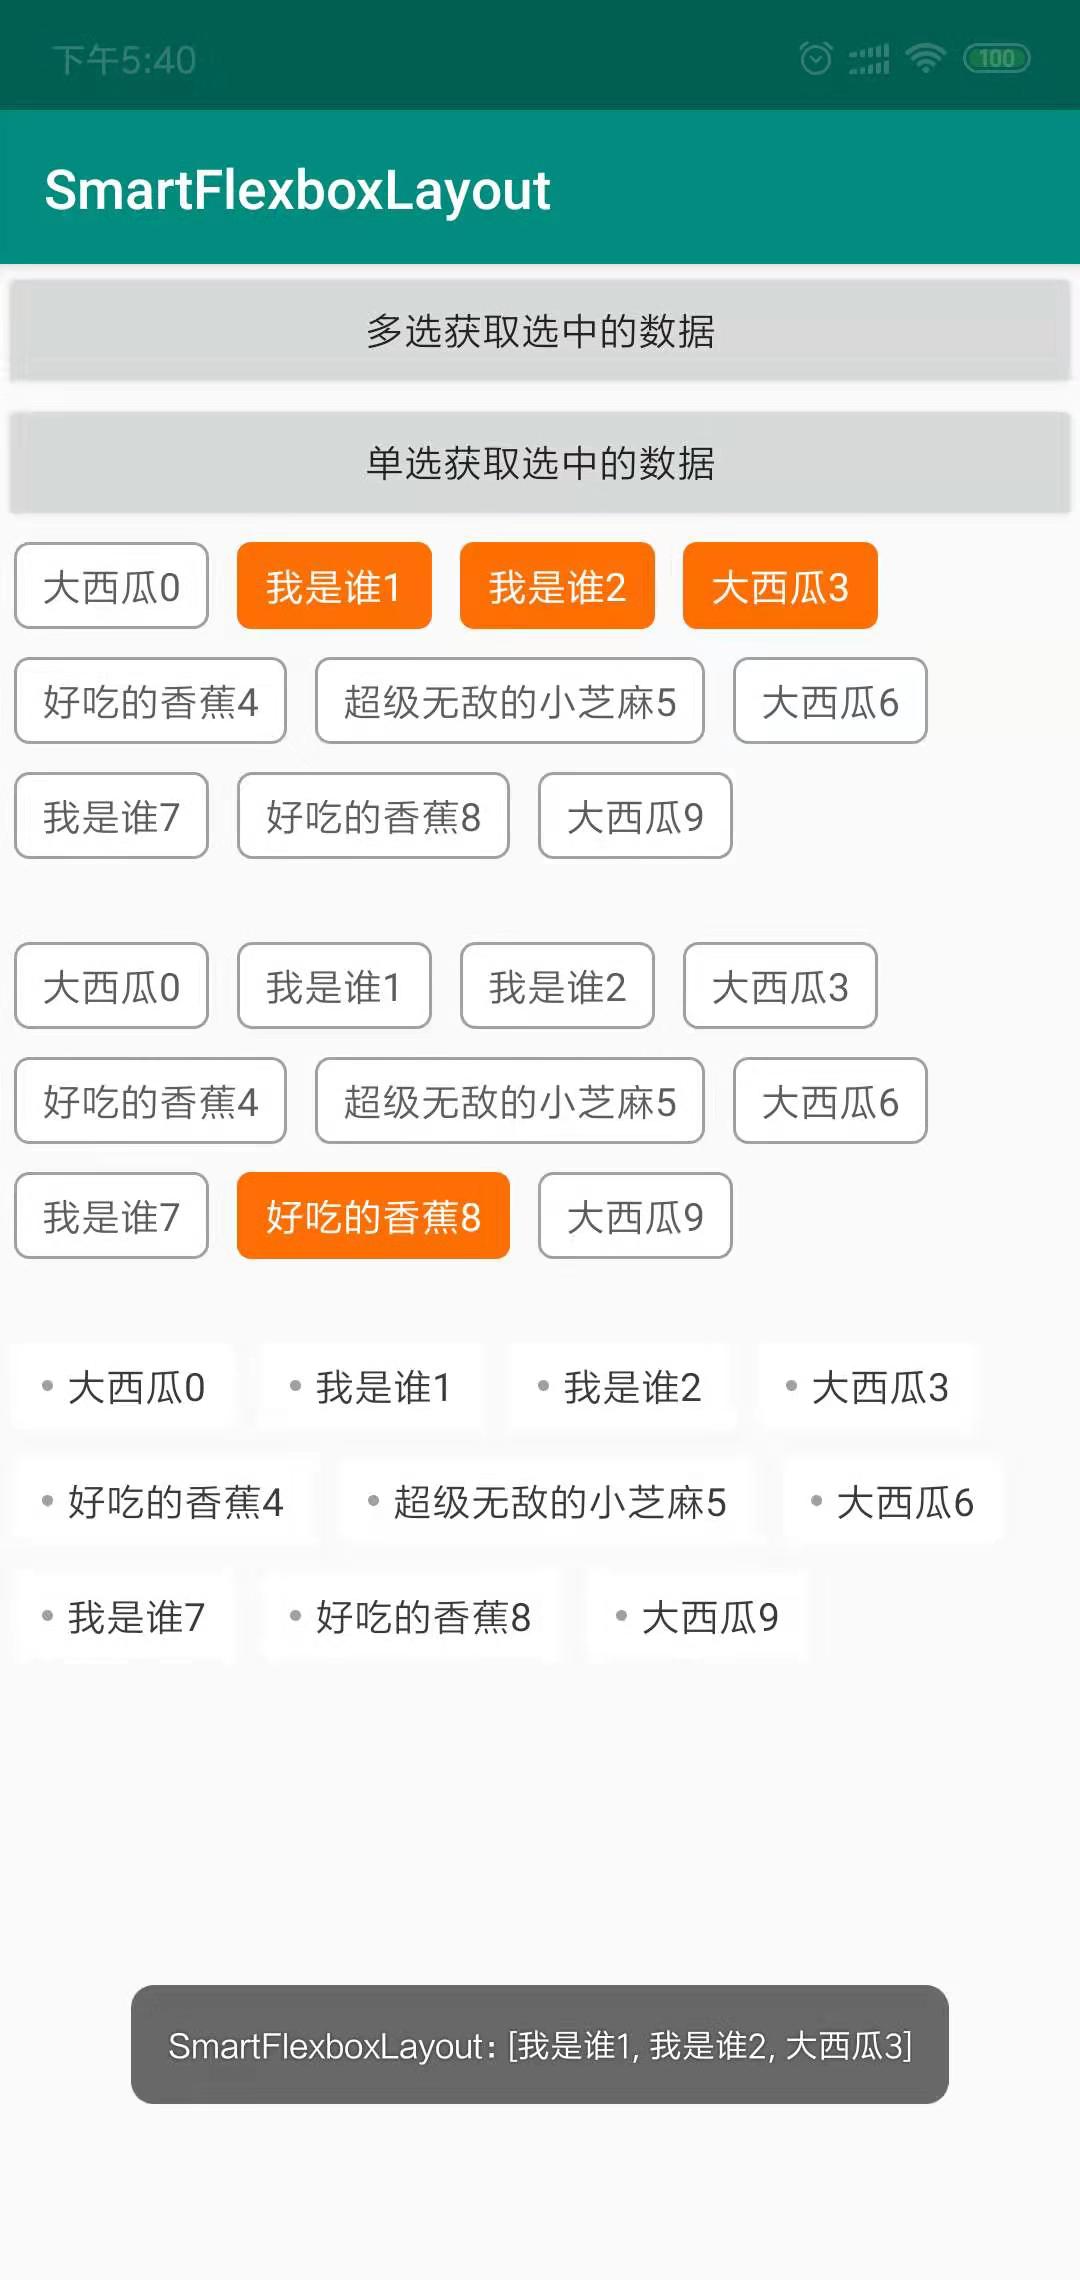 下午5:40 100
SmartFlexboxLayout
多选获取选中的数据
单选获取选中的数据
大西瓜0 我是谁1 我是谁2 大西瓜3
好吃的香蕉4 超级无敌的小芝麻5 大西瓜6
我是谁7 好吃的香蕉8 大西瓜9
大西瓜0 我是谁1 我是谁2 大西瓜3
好吃的香蕉4 超级无敌的小芝麻5 大西瓜6
我是谁7 好吃的香蕉8 大西瓜9
• 大西瓜0 • 我是谁1 • 我是谁2 • 大西瓜3
• 好吃的香蕉4 • 超级无敌的小芝麻5 • 大西瓜6
• 我是谁7 • 好吃的香蕉8 • 大西瓜9
SmartFlexboxLayout: [我是谁1, 我是谁2, 大西瓜3]